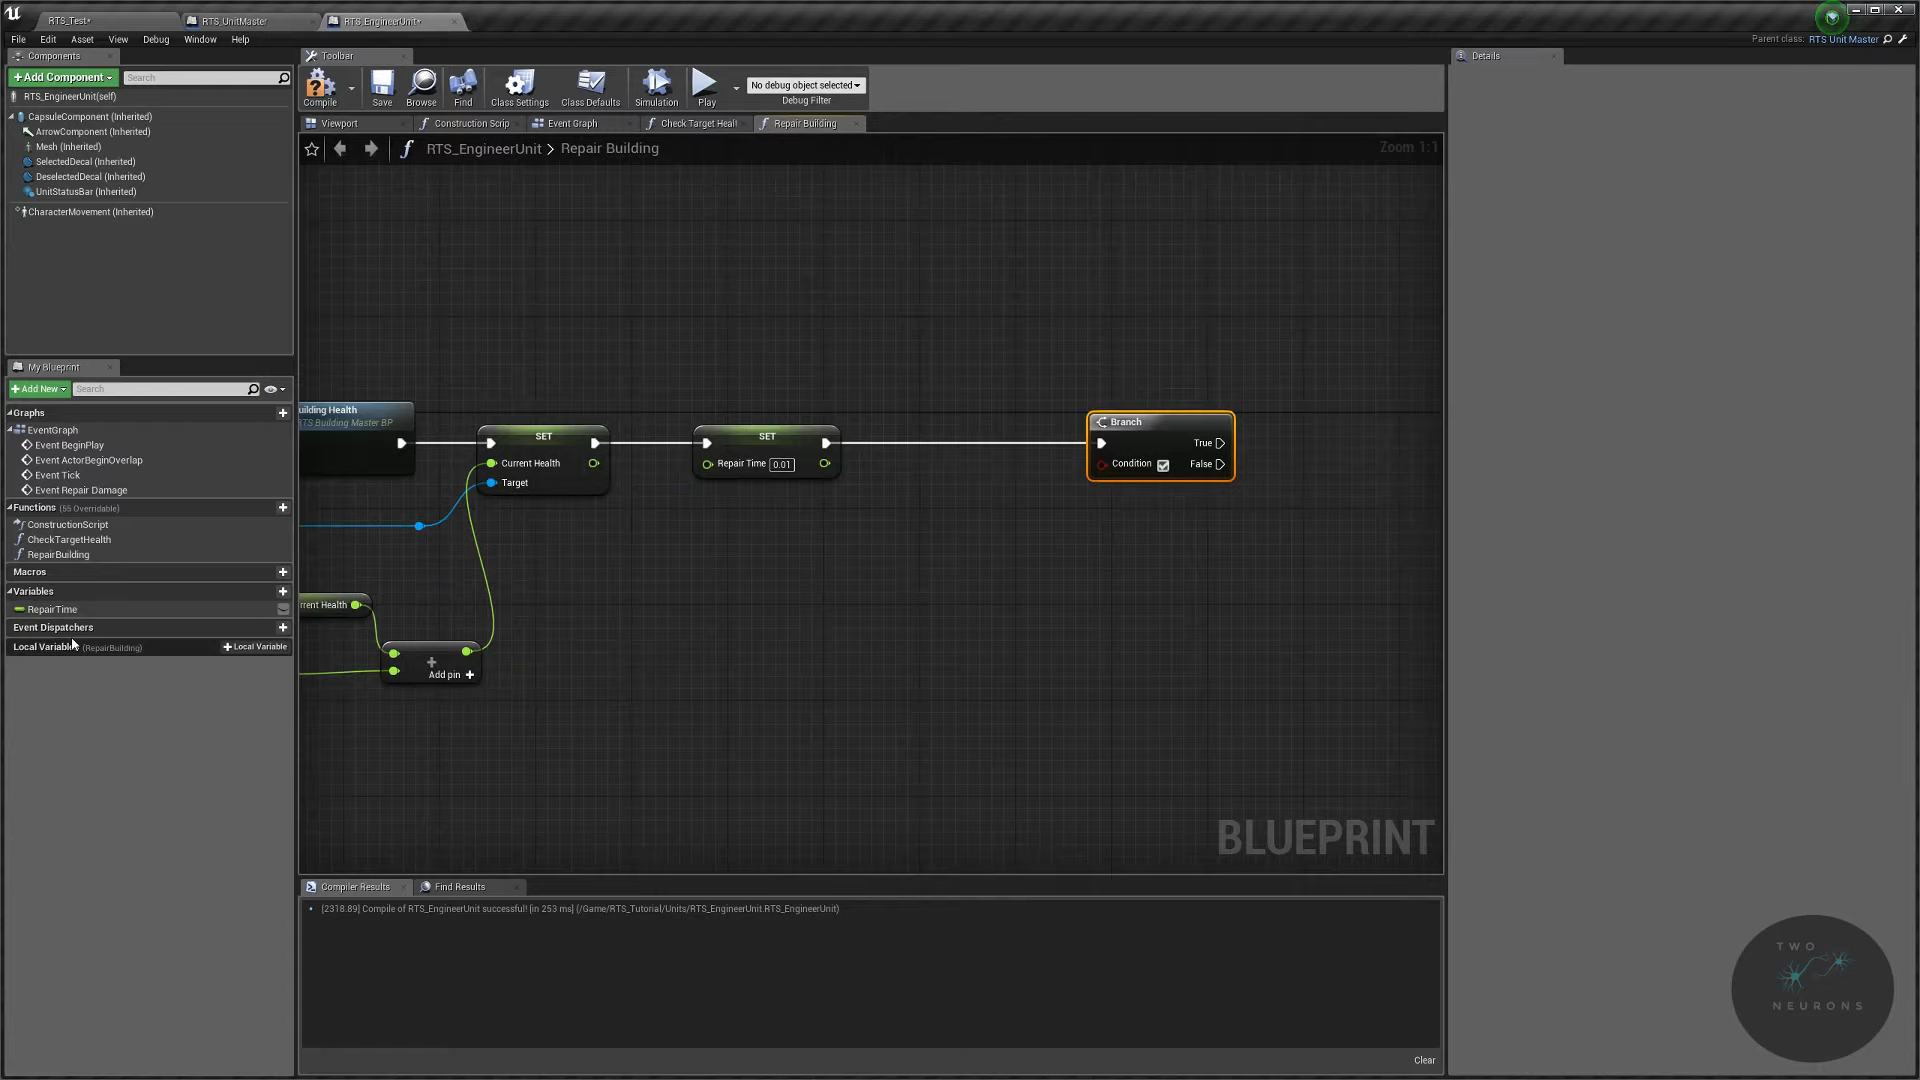 RTS_Test*
RTS_UnitMaster
RTS_EngineerUnit*
File
Edit
Asset
View
Debug
Window
Help
Parent class: RTS Unit Master
Components
Add Component
Search
RTS_EngineerUnit(self)
CapsuleComponent (Inherited)
ArrowComponent (Inherited)
Mesh (Inherited)
SelectedDecal (Inherited)
DeselectedDecal (Inherited)
UnitStatusBar (Inherited)
CharacterMovement (Inherited)
Toolbar
Compile
Save
Browse
Find
Class Settings
Class Defaults
Simulation
Play
No debug object selected
Debug Filter
Viewport
Construction Scrip
Event Graph
Check Target Heal
Repair Building
RTS_EngineerUnit > Repair Building
Zoom 1:1
Details
My Blueprint
Add New
Search
Graphs
EventGraph
Event BeginPlay
Event ActorBeginOverlap
Event Tick
Event Repair Damage
Functions (55 Overridable)
ConstructionScript
CheckTargetHealth
RepairBuilding
Macros
Variables
RepairTime
Event Dispatchers
Local Variables (RepairBuilding)
Local Variable
uilding Health
RTS Building Master BP
SET
Current Health
Target
SET
Repair Time 0.01
Branch
True
Condition
False
rrent Health
Add pin
BLUEPRINT
Compiler Results
Find Results
[2318.89] Compile of RTS_EngineerUnit successful! [in 253 ms] (/Game/RTS_Tutorial/Units/RTS_EngineerUnit.RTS_EngineerUnit)
Clear
TWO
NEURONS